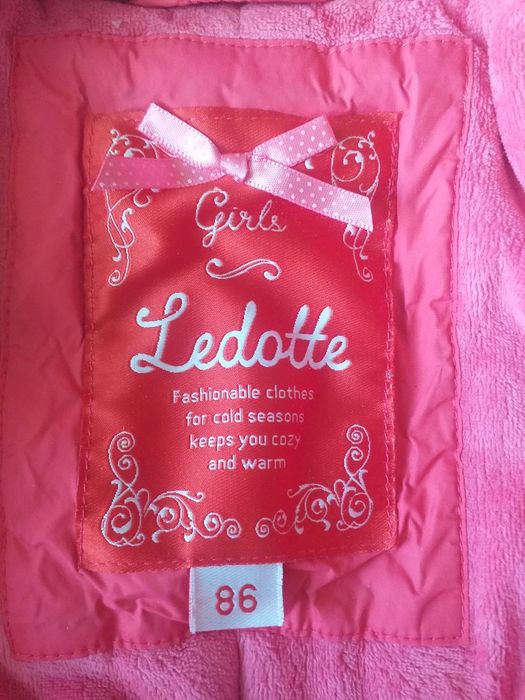 Girls
Ledotte
Fashionable clothes
for cold seasons
keeps you cozy
and warm
86